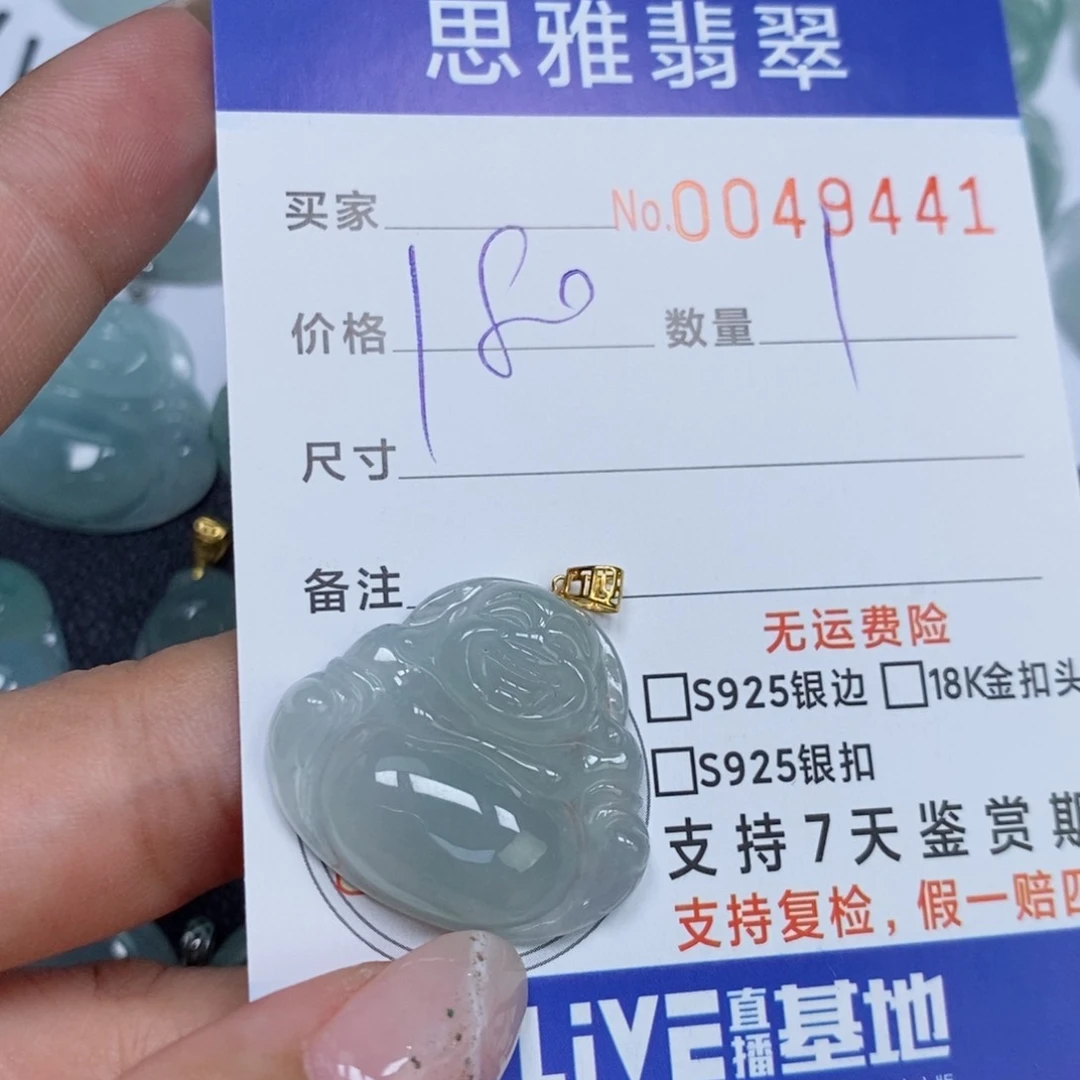 思雅翡翠
买家 No.0049441
价格 180 数量 1
尺寸
备注
无运费险
□S925银边 □18K金扣头
□S925银扣
支持7天鉴赏期
支持复检，假一赔四
LiVE直播基地